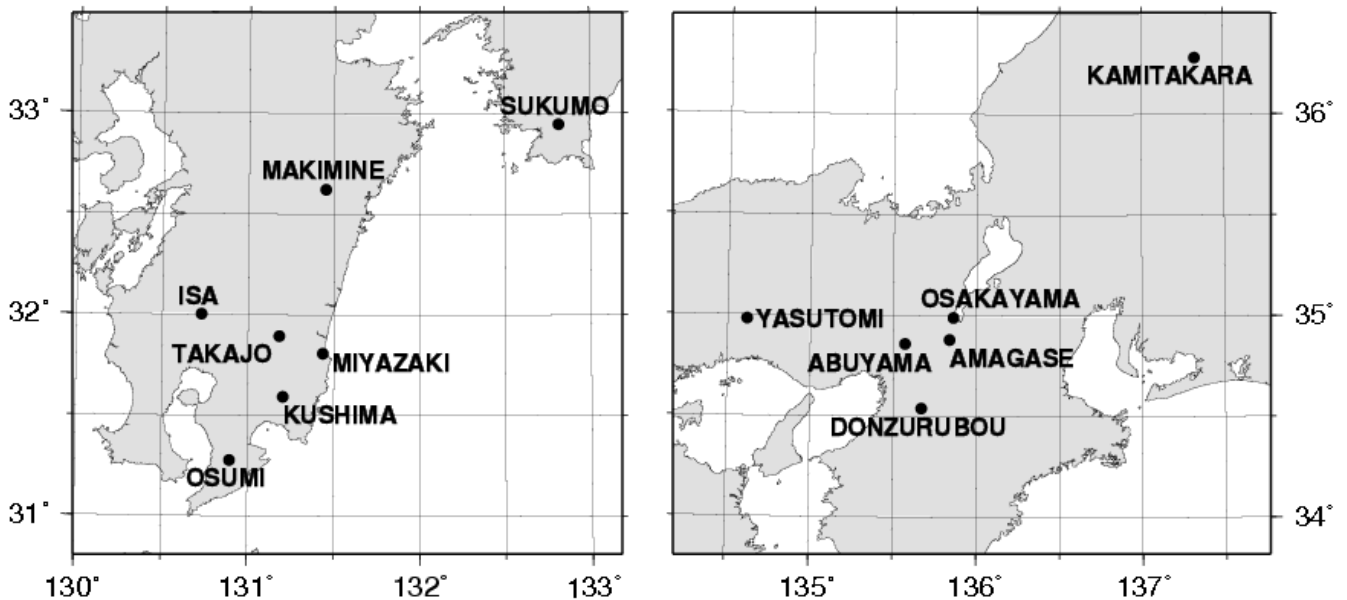 33°
32°
31°
SUKUMO
MAKIMINE
ISA
TAKAJO
MIYAZAKI
KUSHIMA
OSUMI
130°
131°
132°
133°
KAMITAKARA
OSAKAYAMA
YASUTOMI
ABUYAMA
AMAGASE
DONZURUBOU
36°
35°
34°
135°
136°
137°